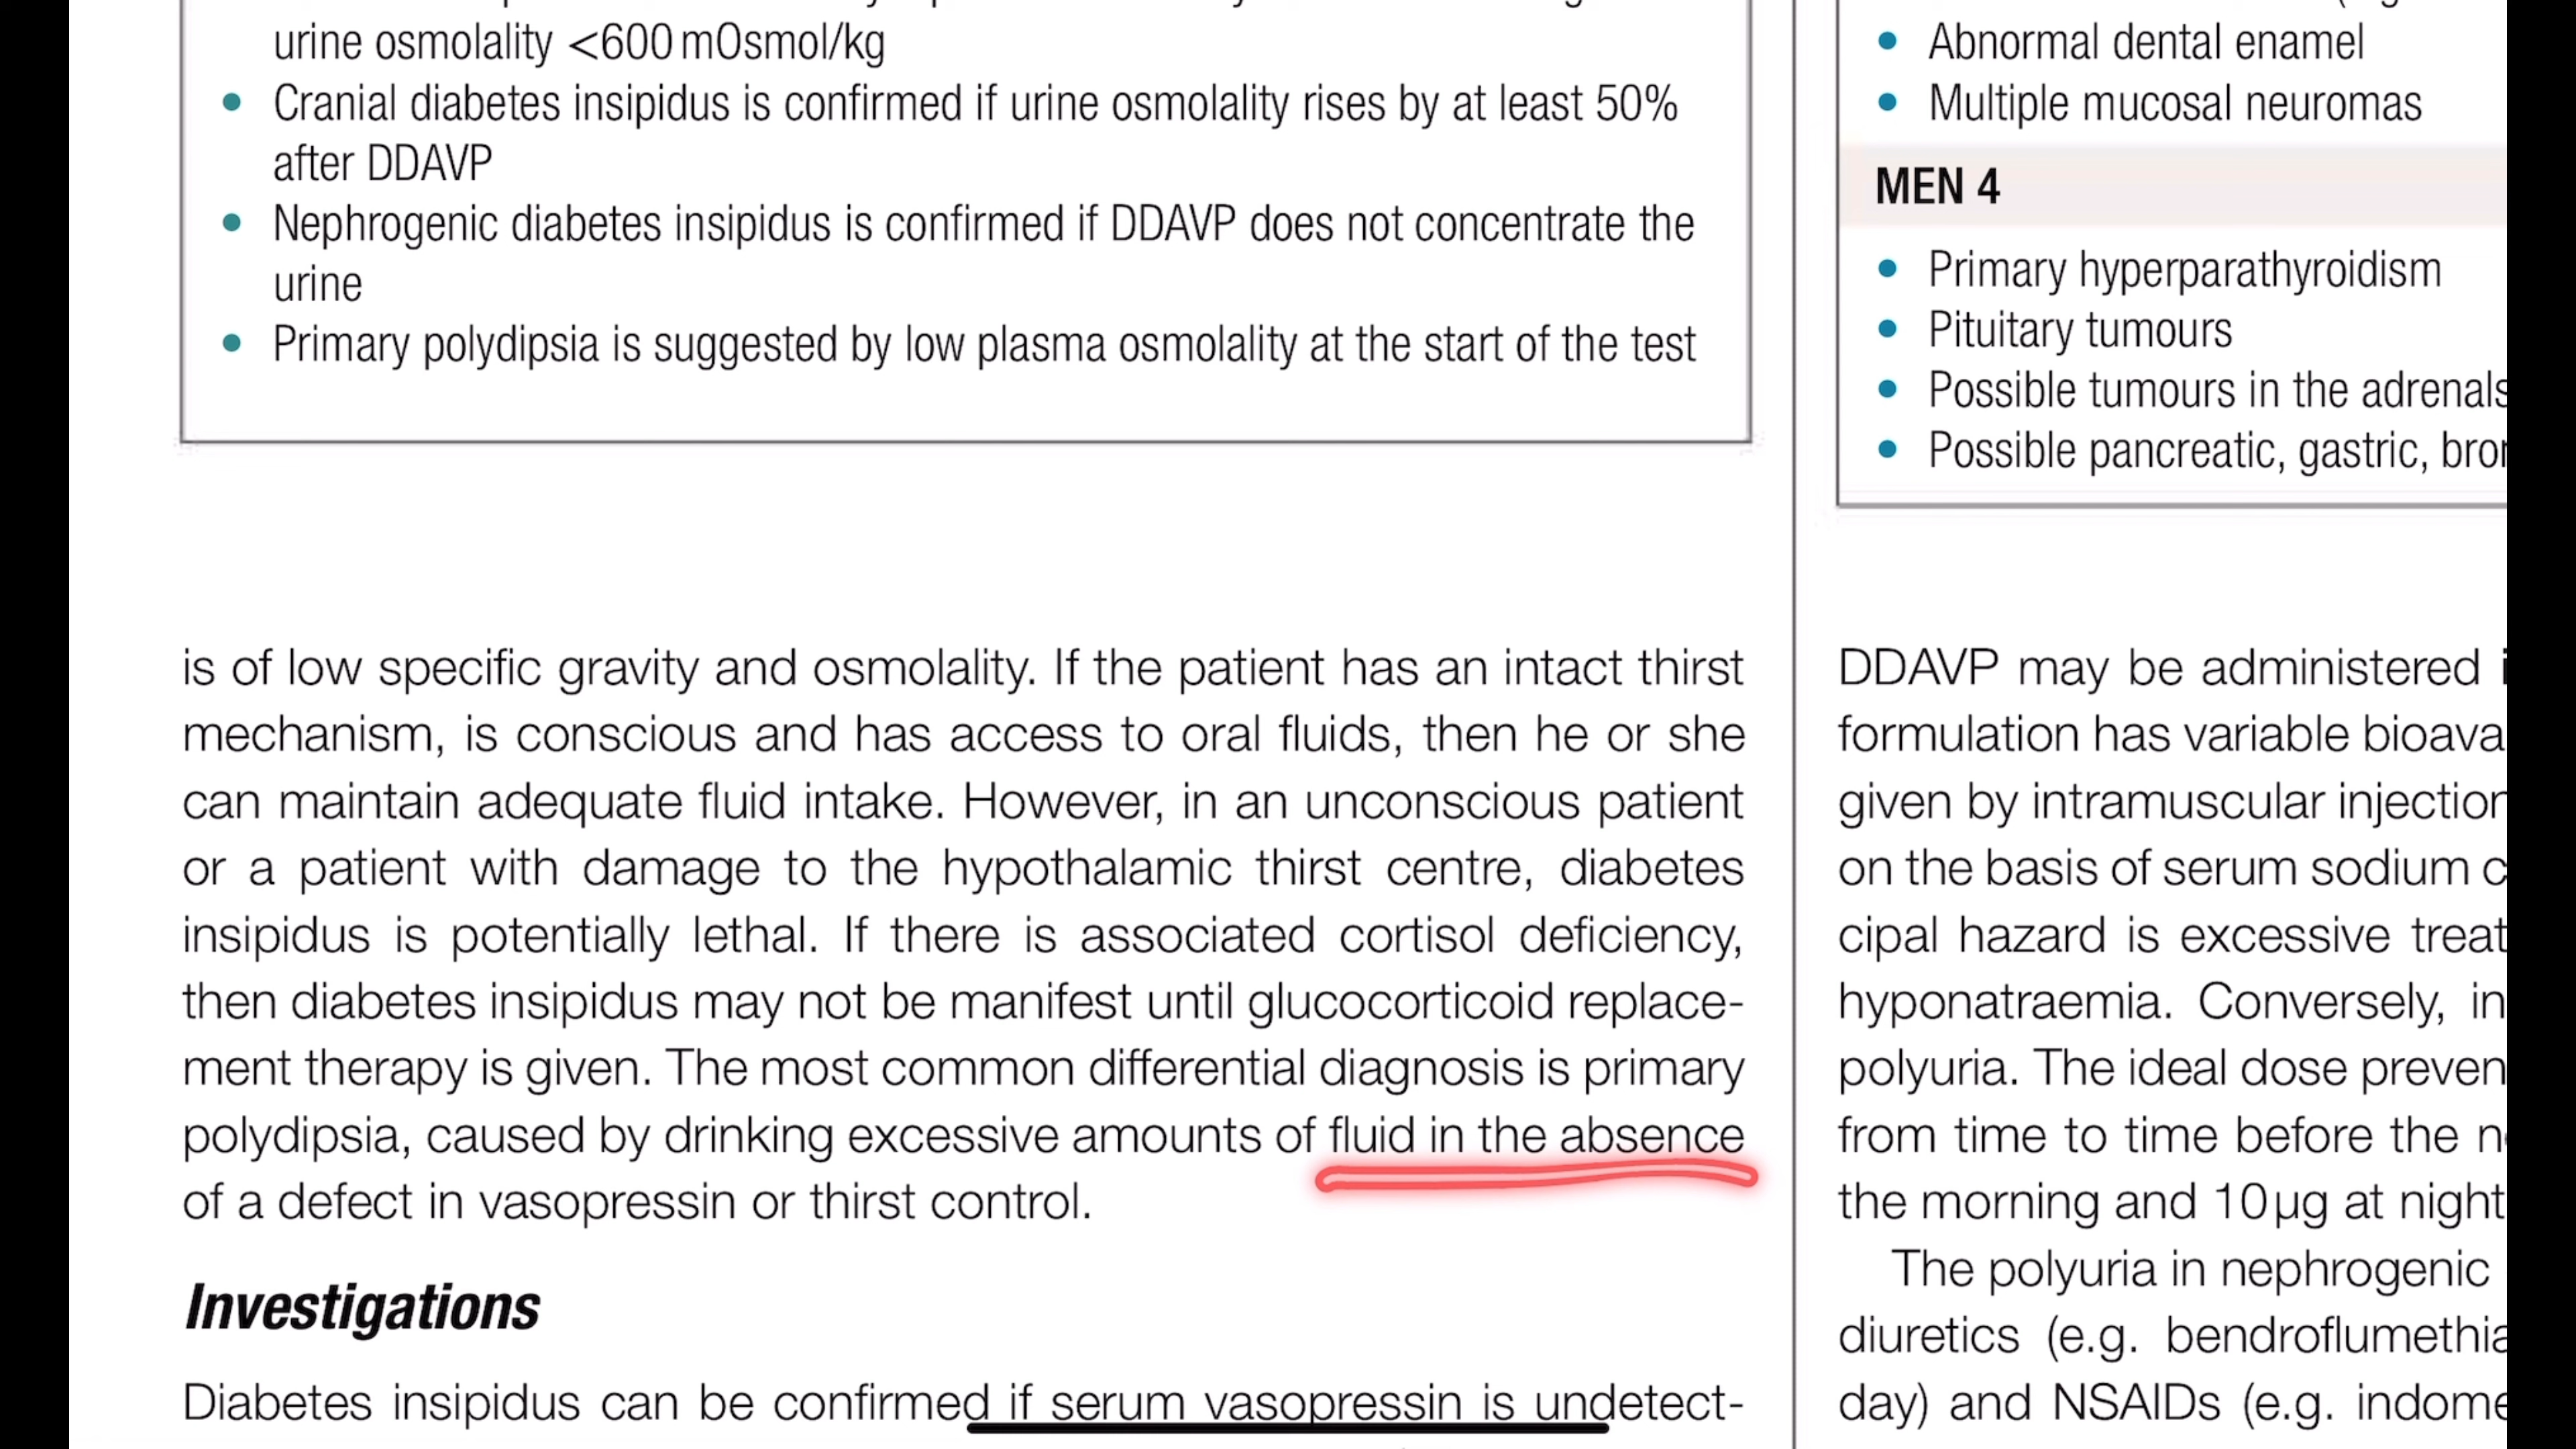 urine osmolality <600 mOsmol/kg
• Cranial diabetes insipidus is confirmed if urine osmolality rises by at least 50%
after DDAVP
• Nephrogenic diabetes insipidus is confirmed if DDAVP does not concentrate the
urine
• Primary polydipsia is suggested by low plasma osmolality at the start of the test
is of low specific gravity and osmolality. If the patient has an intact thirst
mechanism, is conscious and has access to oral fluids, then he or she
can maintain adequate fluid intake. However, in an unconscious patient
or a patient with damage to the hypothalamic thirst centre, diabetes
insipidus is potentially lethal. If there is associated cortisol deficiency,
then diabetes insipidus may not be manifest until glucocorticoid replace-
ment therapy is given. The most common differential diagnosis is primary
polydipsia, caused by drinking excessive amounts of fluid in the absence
of a defect in vasopressin or thirst control.
Investigations
Diabetes insipidus can be confirmed if serum vasopressin is undetect-
• Abnormal dental enamel
• Multiple mucosal neuromas
MEN 4
• Primary hyperparathyroidism
• Pituitary tumours
• Possible tumours in the adrenals
• Possible pancreatic, gastric,
DDAVP may be administered
formulation has variable
given by intramuscular injection
on the basis of serum sodium
cipal hazard is excessive
hyponatraemia. Conversely, in
polyuria. The ideal dose
from time to time before the
the morning and 10 µg at night
The polyuria in nephrogenic
diuretics (e.g.
day) and NSAIDs (e.g.